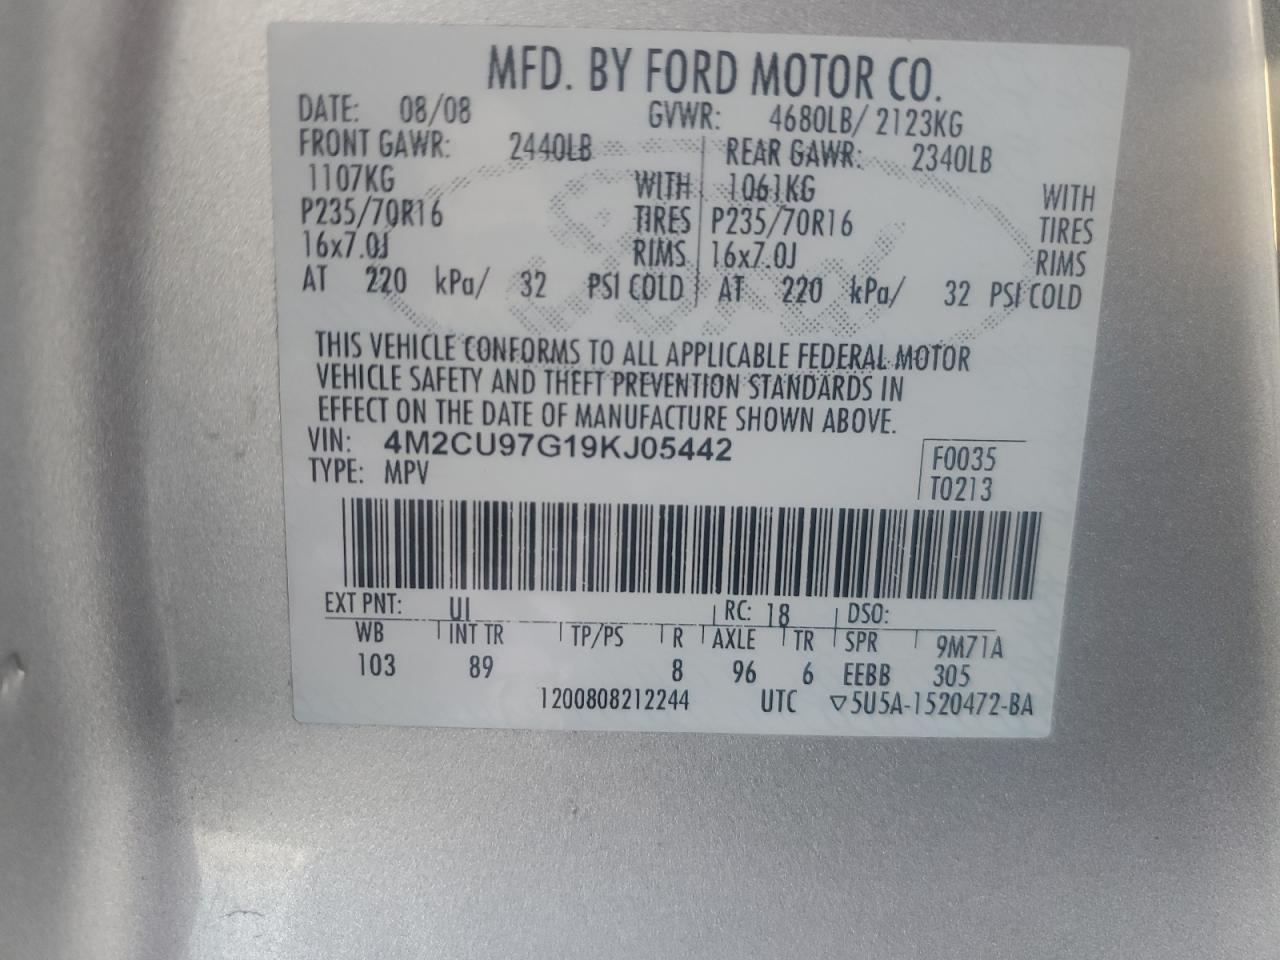 MFD. BY FORD MOTOR CO.
DATE: 08/08 GVWR: 4680LB/ 2123KG
FRONT GAWR: 2440LB REAR GAWR: 2340LB
1107KG WITH 1061KG WITH
P235/70R16 TIRES P235/70R16 TIRES
16x7.0J RIMS 16x7.0J RIMS
AT 220 kPa/ 32 PSI COLD AT 220 kPa/ 32 PSI COLD
THIS VEHICLE CONFORMS TO ALL APPLICABLE FEDERAL MOTOR
VEHICLE SAFETY AND THEFT PREVENTION STANDARDS IN
EFFECT ON THE DATE OF MANUFACTURE SHOWN ABOVE.
VIN: 4M2CU97G19KJ05442 F0035
TYPE: MPV T0213
EXT PNT: UI RC: 18 DSO:
WB INT TR TP/PS R AXLE TR SPR 9M71A
103 89 8 96 6 EEBB 305
1200808212244 UTC ▽5U5A-1520472-BA